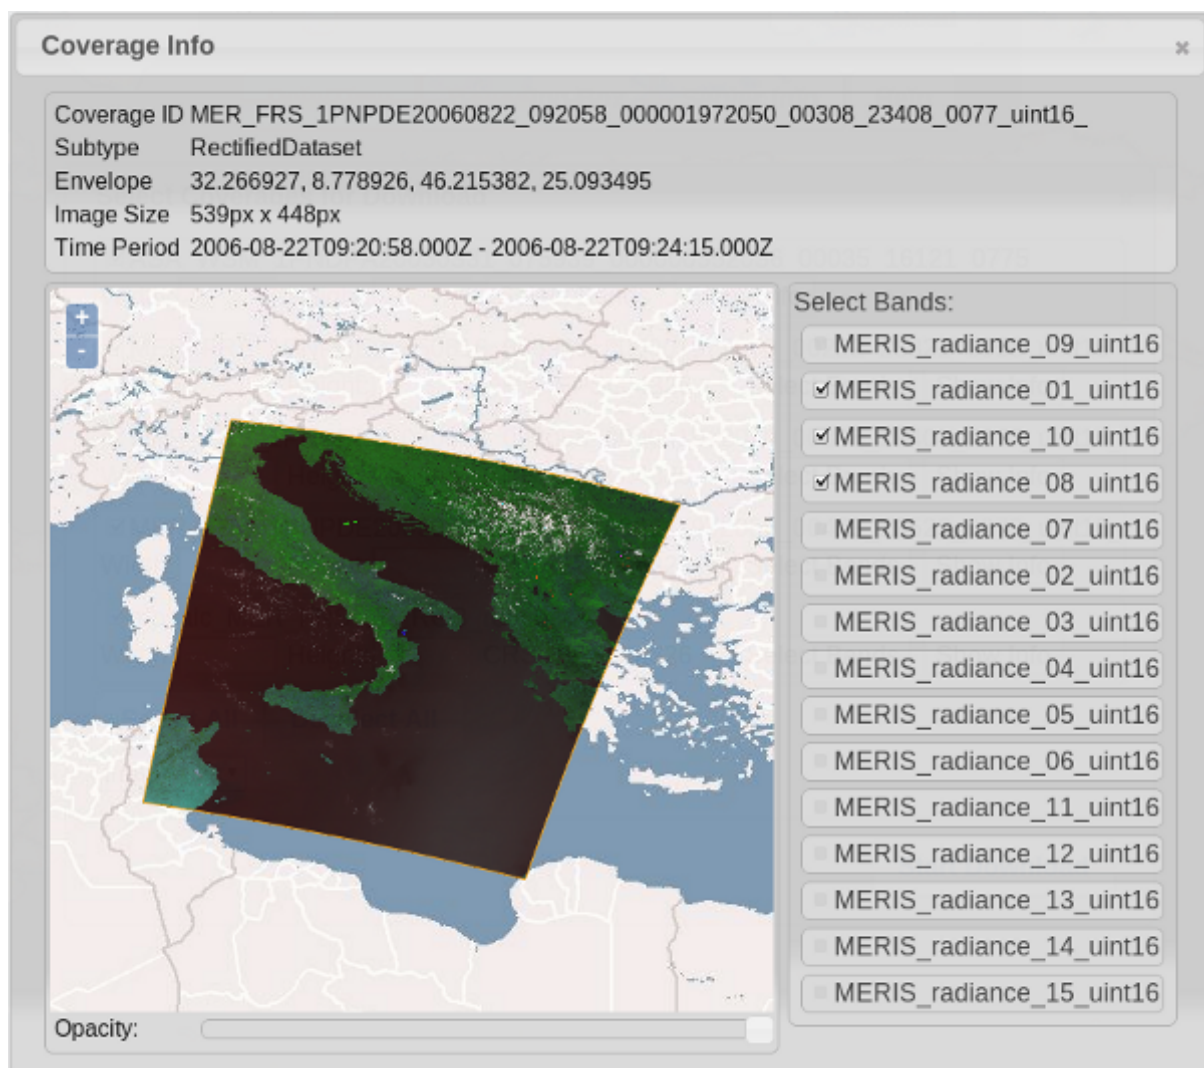 Coverage Info
Coverage ID MER_FRS_1PNPDE20060822_092058_000001972050_00308_23408_0077_uint16_
Subtype RectifiedDataset
Envelope 32.266927, 8.778926, 46.215382, 25.093495
Image Size 539px x 448px
Time Period 2006-08-22T09:20:58.000Z - 2006-08-22T09:24:15.000Z
+
-
Select Bands:
MERIS_radiance_09_uint16
MERIS_radiance_01_uint16
MERIS_radiance_10_uint16
MERIS_radiance_08_uint16
MERIS_radiance_07_uint16
MERIS_radiance_02_uint16
MERIS_radiance_03_uint16
MERIS_radiance_04_uint16
MERIS_radiance_05_uint16
MERIS_radiance_06_uint16
MERIS_radiance_11_uint16
MERIS_radiance_12_uint16
MERIS_radiance_13_uint16
MERIS_radiance_14_uint16
MERIS_radiance_15_uint16
Opacity: